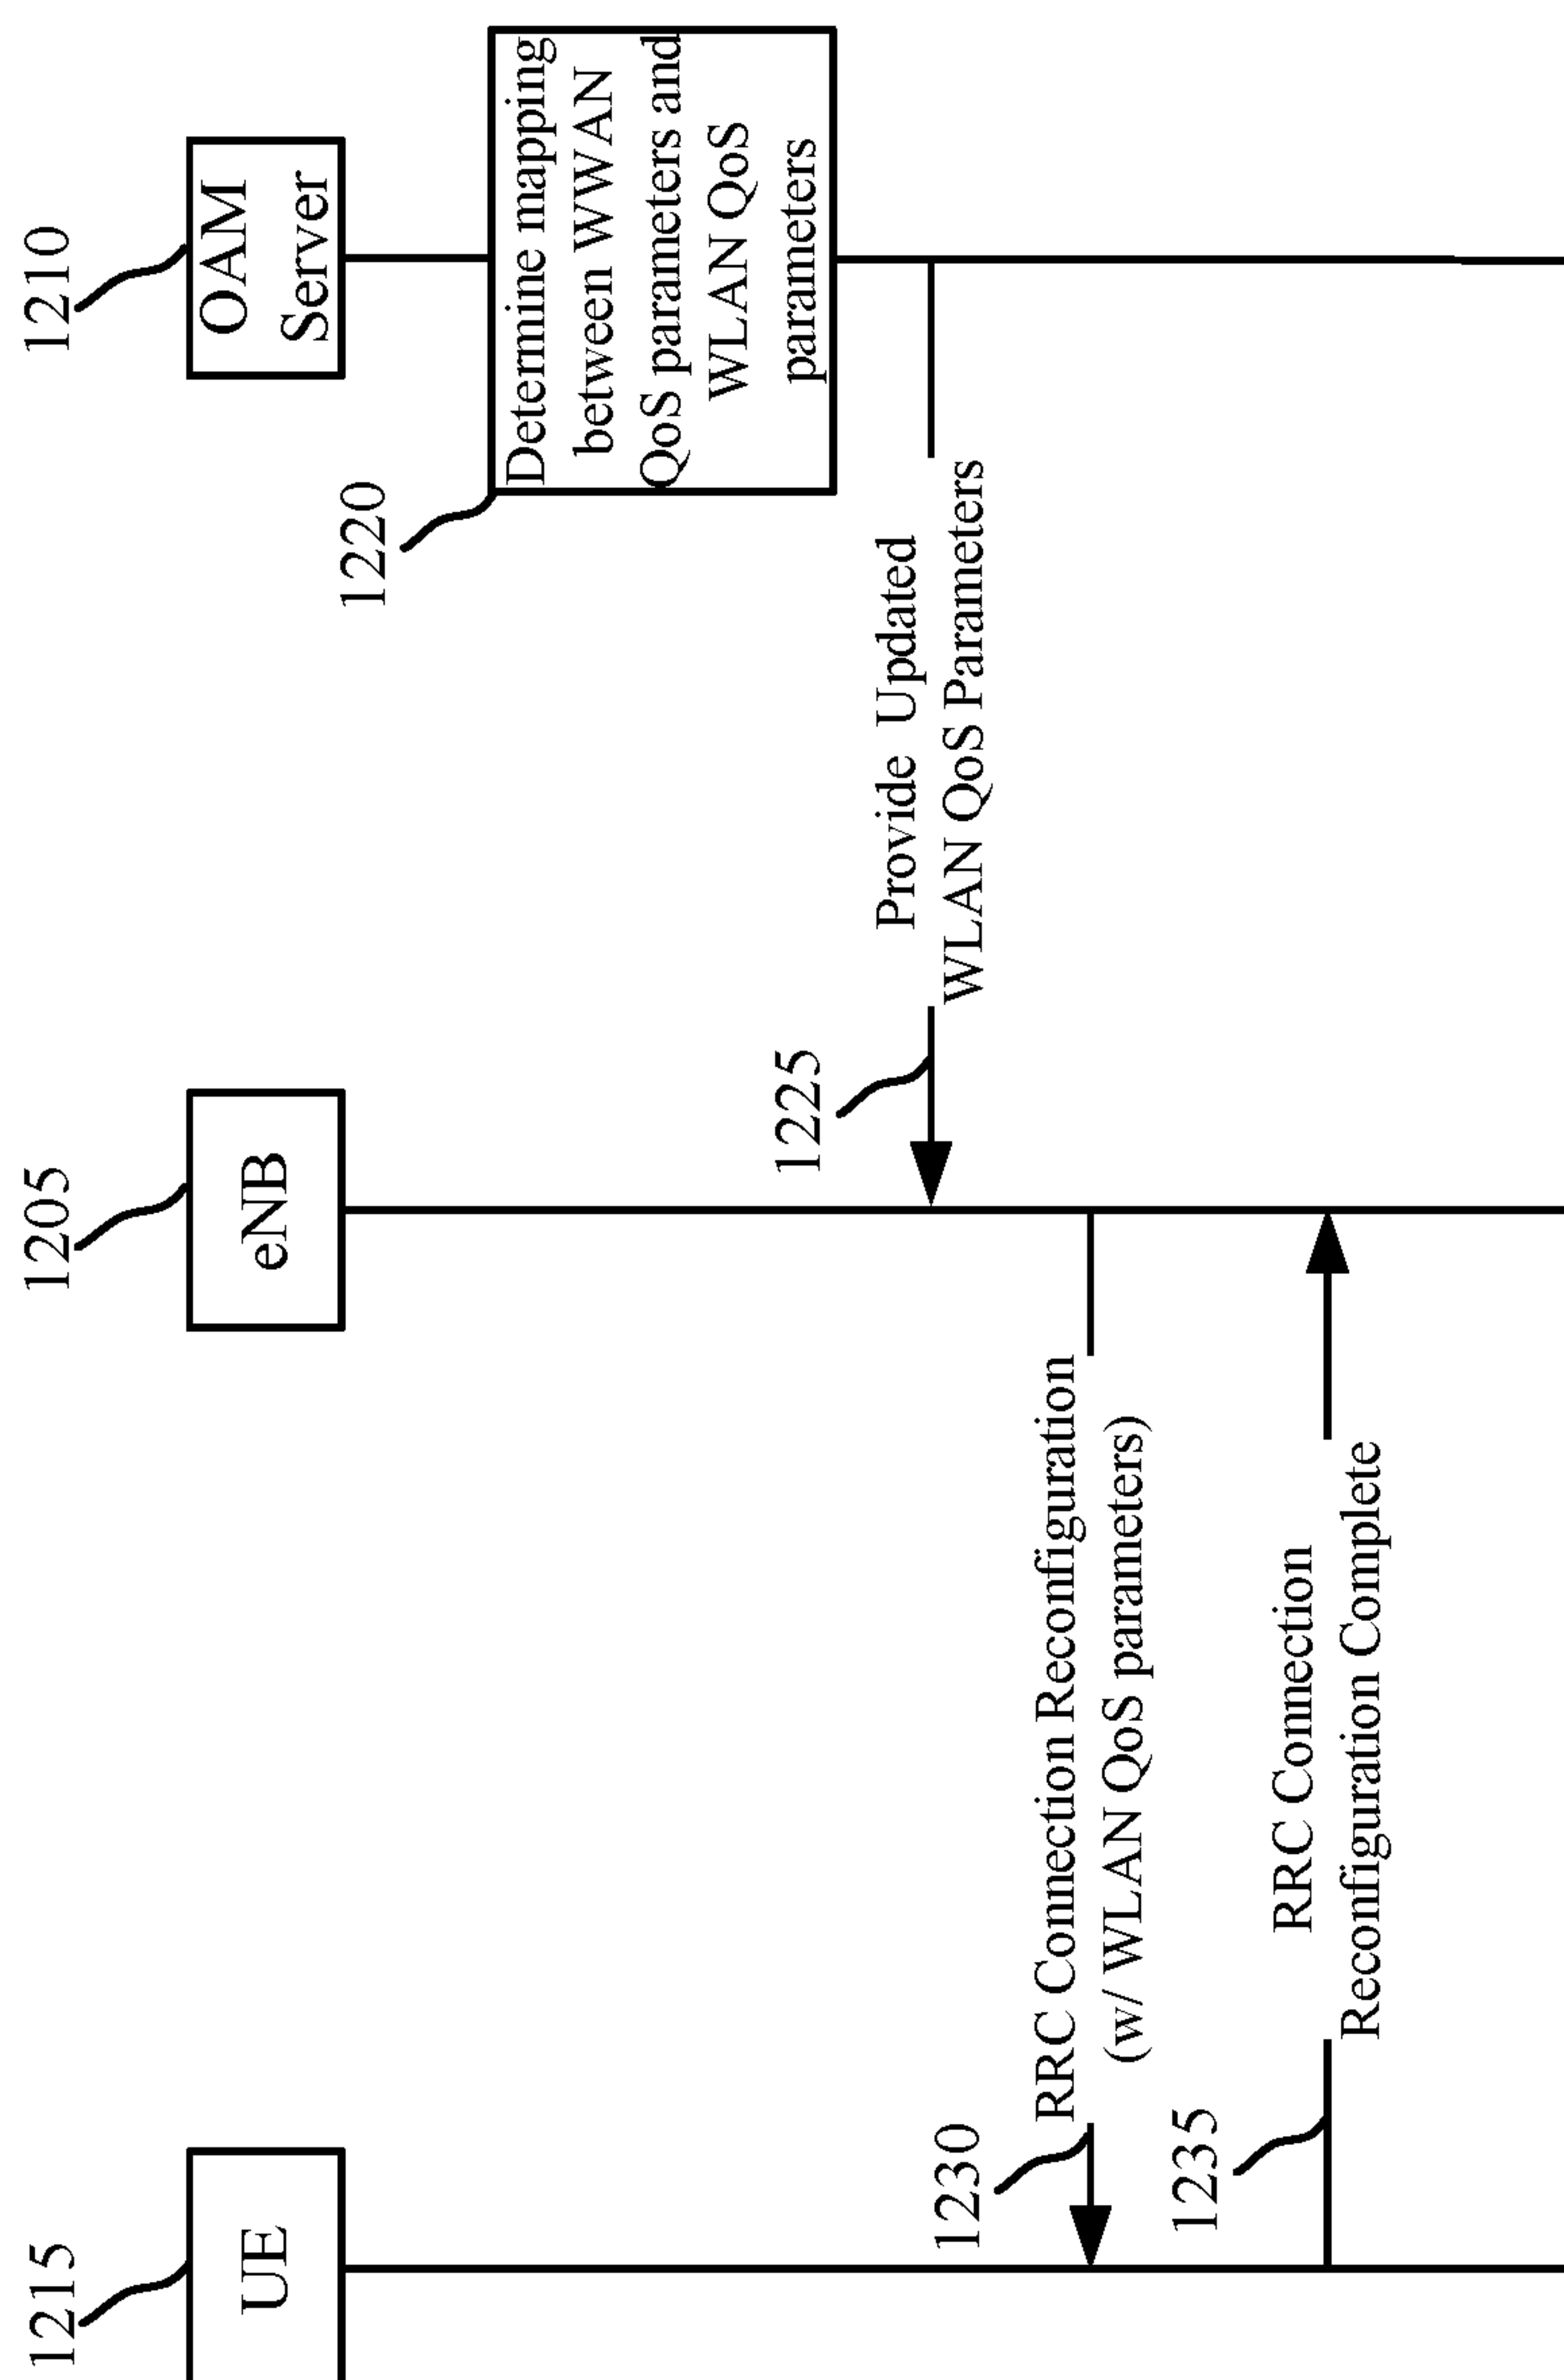 1215
UE
1205
eNB
1210
OAM
Server
1220
Determine mapping
between WWAN
QoS parameters and
WLAN QoS
parameters
1225
Provide Updated
WLAN QoS Parameters
1230
RRC Connection Reconfiguration
(w/ WLAN QoS parameters)
1235
RRC Connection
Reconfiguration Complete